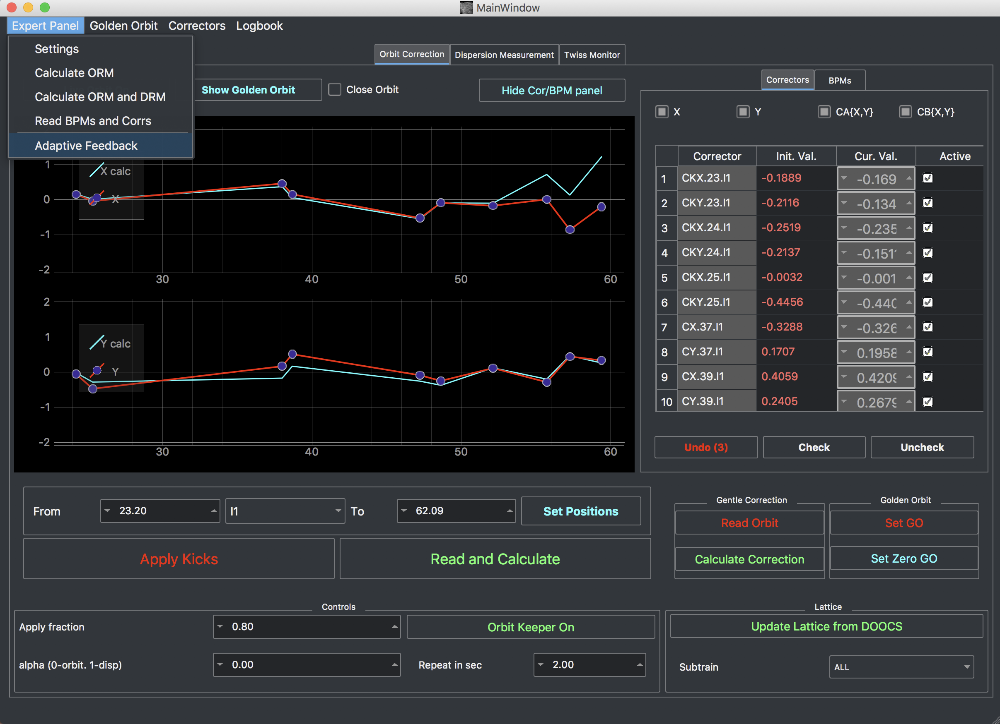 MainWindow
Expert Panel Golden Orbit Correctors Logbook
Settings
Calculate ORM
Calculate ORM and DRM
Read BPMs and Corrs
Adaptive Feedback
Orbit Correction Dispersion Measurement Twiss Monitor
Show Golden Orbit Close Orbit Hide Cor/BPM panel
1
0
-1
-2
X calc
X
30 40 50 60
2
1
0
-1
-2
Y calc
Y
30 40 50 60
Correctors BPMs
X Y CA{X,Y} CB{X,Y}
Corrector Init. Val. Cur. Val. Active
1 CKX.23.I1 -0.1889 -0.169
2 CKY.23.I1 -0.2116 -0.134
3 CKX.24.I1 -0.2519 -0.235
4 CKY.24.I1 -0.2137 -0.151
5 CKX.25.I1 -0.0032 -0.001
6 CKY.25.I1 -0.4456 -0.440
7 CX.37.I1 -0.3288 -0.326
8 CY.37.I1 0.1707 0.1958
9 CX.39.I1 0.4059 0.4209
10 CY.39.I1 0.2405 0.2679
Undo (3) Check Uncheck
From 23.20 I1 To 62.09 Set Positions
Apply Kicks Read and Calculate
Gentle Correction
Read Orbit
Calculate Correction
Golden Orbit
Set GO
Set Zero GO
Controls
Apply fraction 0.80 Orbit Keeper On
alpha (0-orbit. 1-disp) 0.00 Repeat in sec 2.00
Lattice
Update Lattice from DOOCS
Subtrain ALL